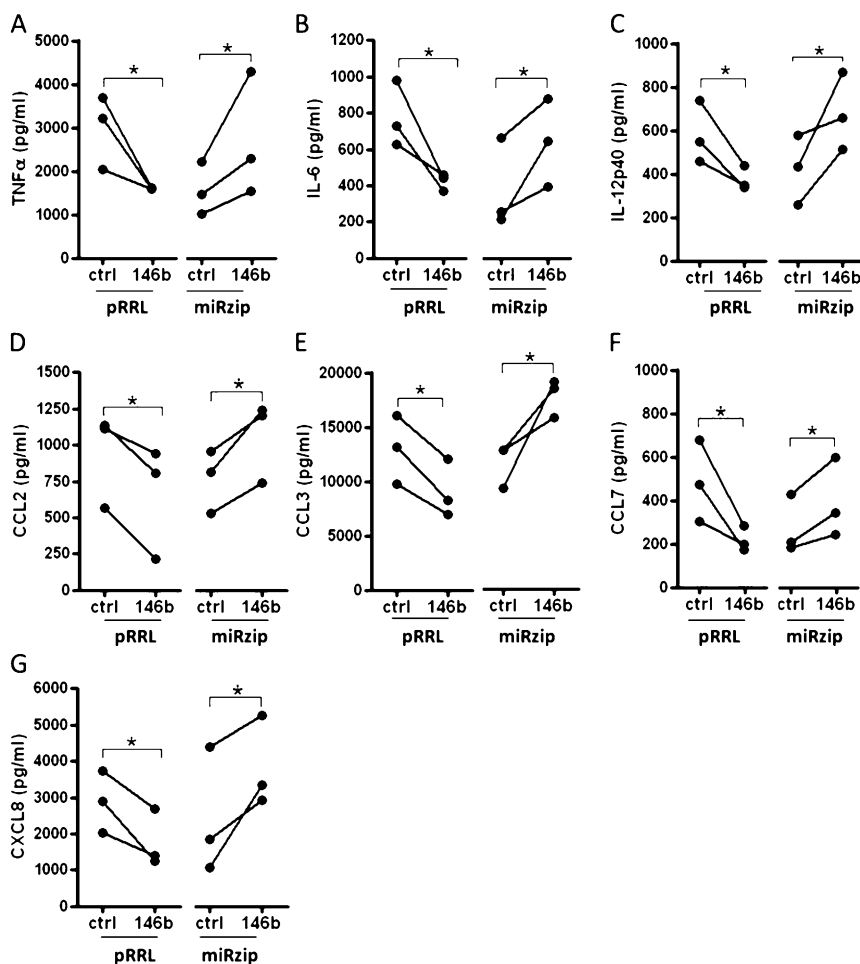 A
TNFα (pg/ml)
5000
4000
3000
2000
1000
0
*
*
ctrl 146b ctrl 146b
pRRL miRzip
B
IL-6 (pg/ml)
1200
1000
800
600
400
200
0
*
*
ctrl 146b ctrl 146b
pRRL miRzip
C
IL-12p40 (pg/ml)
1000
800
600
400
200
0
*
*
ctrl 146b ctrl 146b
pRRL miRzip
D
CCL2 (pg/ml)
1500
1250
1000
750
500
250
0
*
*
ctrl 146b ctrl 146b
pRRL miRzip
E
CCL3 (pg/ml)
20000
15000
10000
5000
0
*
*
ctrl 146b ctrl 146b
pRRL miRzip
F
CCL7 (pg/ml)
1000
800
600
400
200
0
*
*
ctrl 146b ctrl 146b
pRRL miRzip
G
CXCL8 (pg/ml)
6000
5000
4000
3000
2000
1000
0
*
*
ctrl 146b ctrl 146b
pRRL miRzip